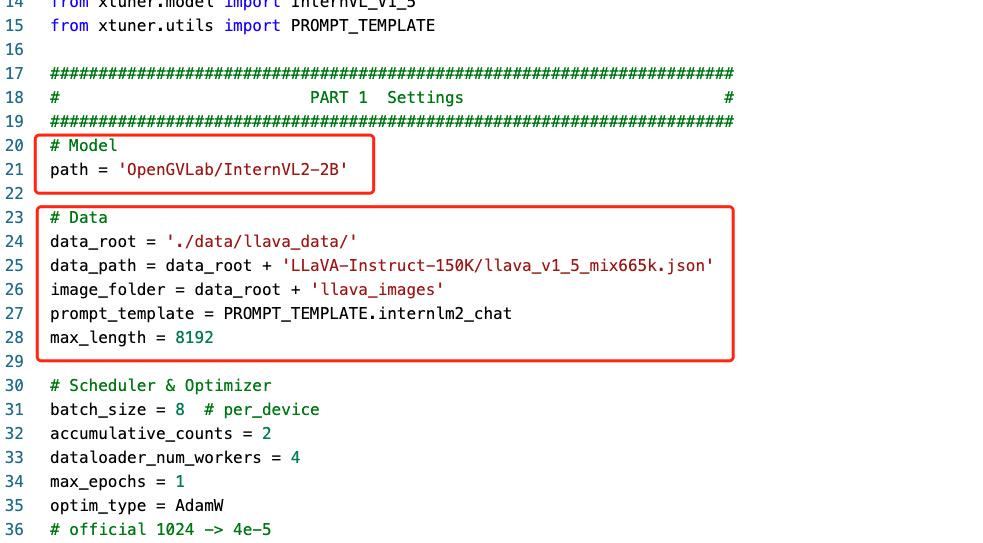 14 from xtuner.model import InternVL_V1_5
15 from xtuner.utils import PROMPT_TEMPLATE
16
17 #######################################################################
18 # PART 1 Settings #
19 #######################################################################
20 # Model
21 path = 'OpenGVLab/InternVL2-2B'
22
23 # Data
24 data_root = './data/llava_data/'
25 data_path = data_root + 'LLaVA-Instruct-150K/llava_v1_5_mix665k.json'
26 image_folder = data_root + 'llava_images'
27 prompt_template = PROMPT_TEMPLATE.internlm2_chat
28 max_length = 8192
29
30 # Scheduler & Optimizer
31 batch_size = 8 # per_device
32 accumulative_counts = 2
33 dataloader_num_workers = 4
34 max_epochs = 1
35 optim_type = AdamW
36 # official 1024 -> 4e-5